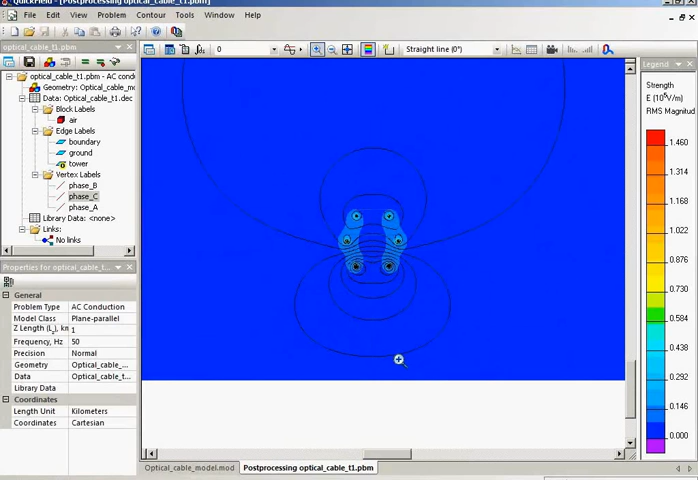 QuickField - [Postprocessing optical_cable_t1.pbm]
File Edit View Problem Contour Tools Window Help
0
Straight line (0°)
optical_cable_t1.pbm
optical_cable_t1.pbm - AC conduc
Geometry: Optical_cable_mo
Data: Optical_cable_t1.dec
Block Labels
air
Edge Labels
boundary
ground
tower
Vertex Labels
phase_B
phase_C
phase_A
Library Data: <none>
Links:
No links
Properties for optical_cable_t
General
Problem Type AC Conduction
Model Class Plane-parallel
Z Length (L₂), km 1
Frequency, Hz 50
Precision Normal
Geometry Optical_cable_...
Data Optical_cable_t...
Library Data
Coordinates
Length Unit Kilometers
Coordinates Cartesian
Legend
Strength
E (10⁵V/m)
RMS Magnitud
1.460
1.314
1.168
1.022
0.876
0.730
0.584
0.438
0.292
0.146
0.000
Optical_cable_model.mod
Postprocessing optical_cable_t1.pbm